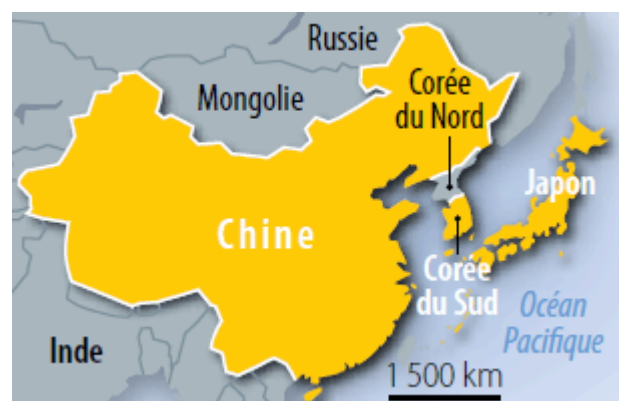 Russie
Mongolie
Corée
du Nord
Japon
Chine
Corée
du Sud
Océan
Pacifique
Inde
1 500 km